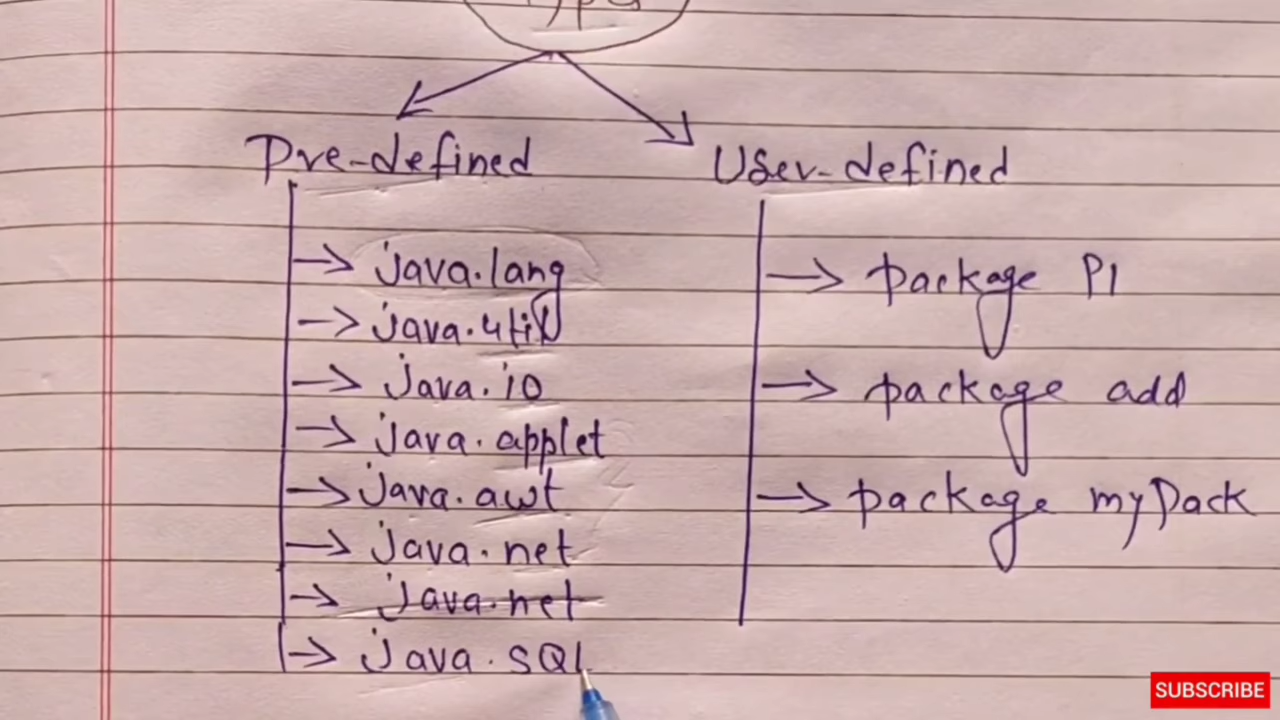 Types
Pre-defined
→ java.lang
→ java.util
→ java.io
→ java.applet
→ java.awt
→ java.net
→ java.net
→ java.SQL
User-defined
→ package P1
→ package add
→ package myPack
SUBSCRIBE